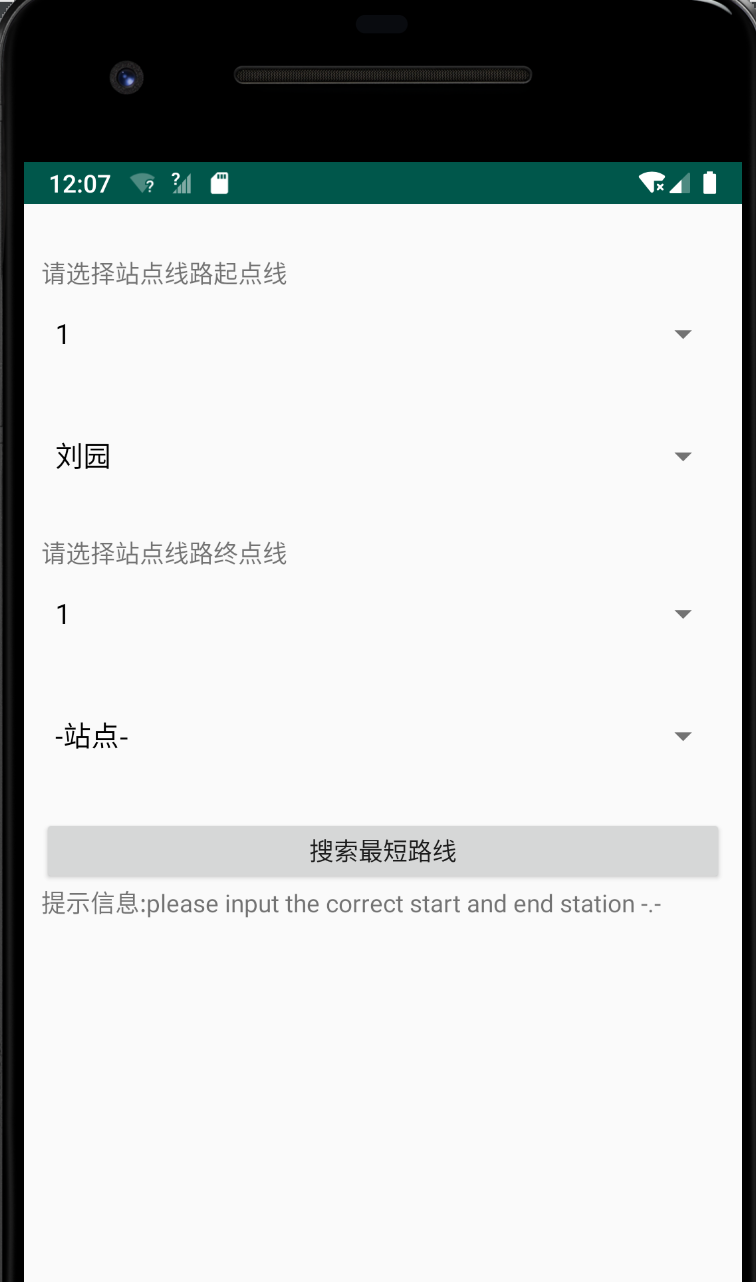 12:07
请选择站点线路起点线
1
刘园
请选择站点线路终点线
1
-站点-
搜索最短路线
提示信息:please input the correct start and end station -.-